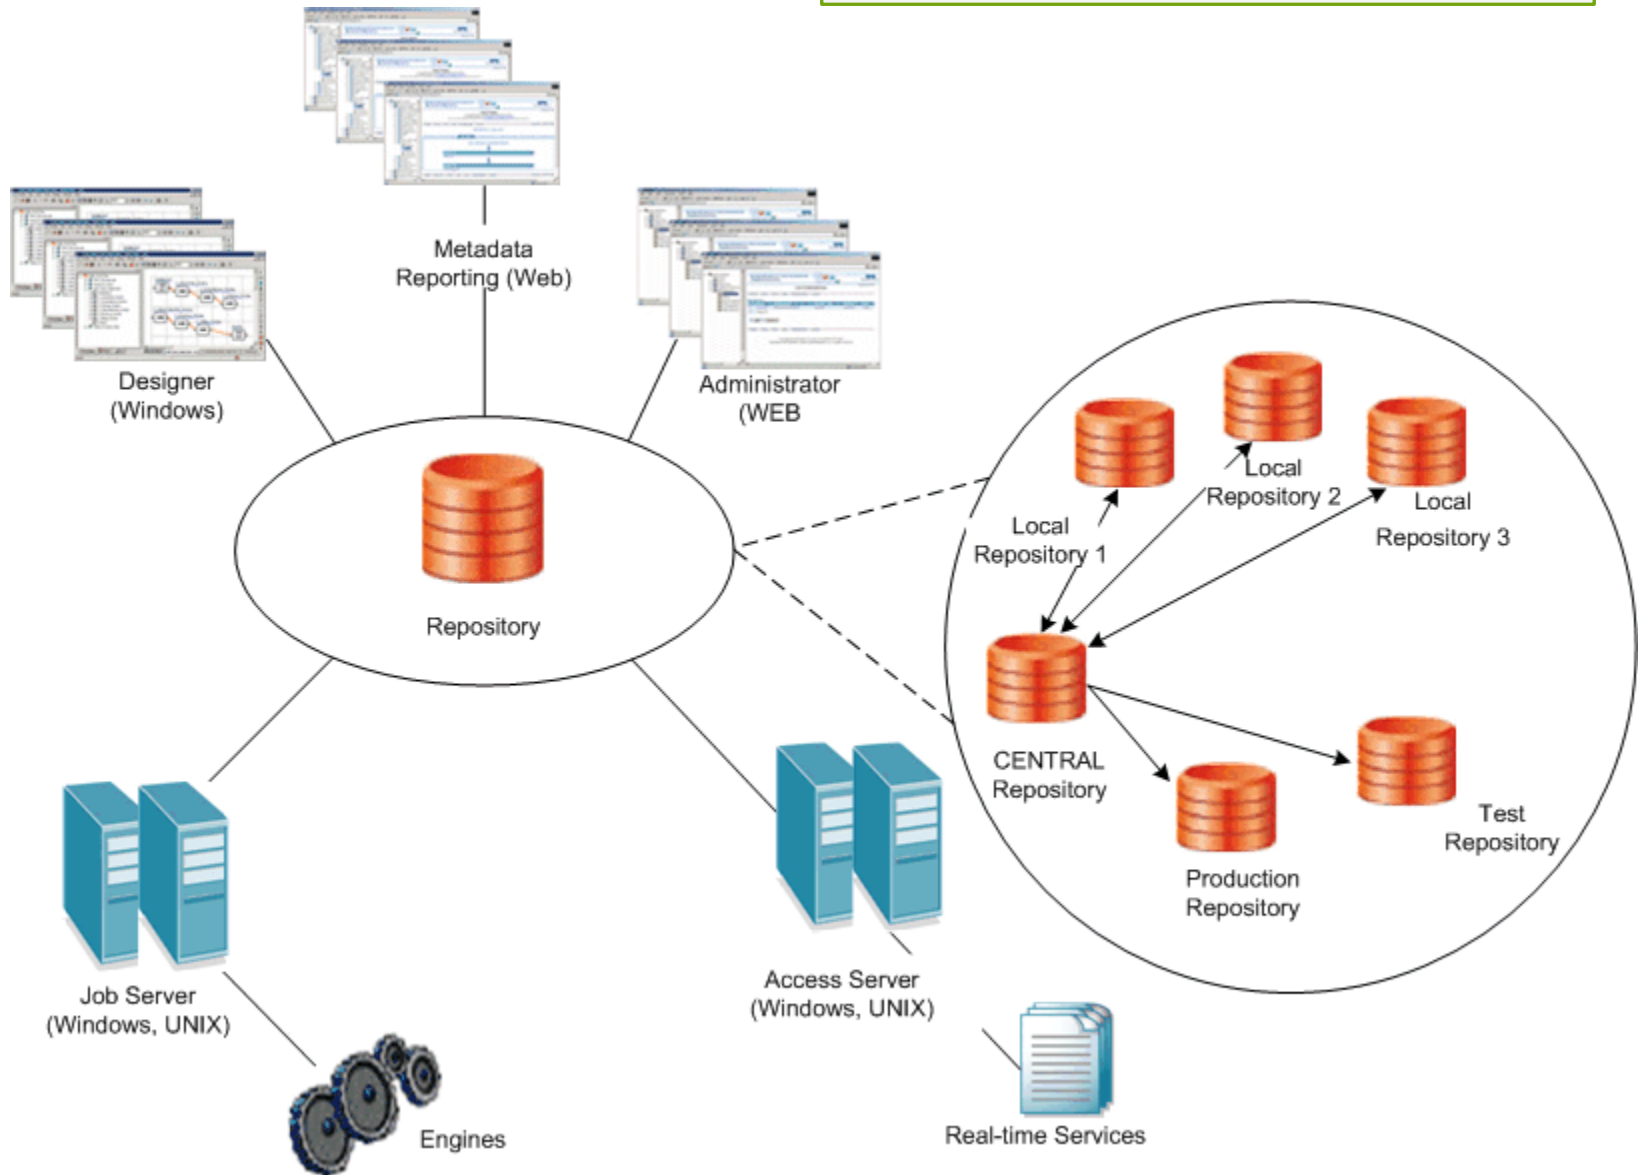 Metadata
Reporting (Web)
Designer
(Windows)
Administrator
(WEB
Repository
Local
Repository 1
Local
Repository 2
Local
Repository 3
CENTRAL
Repository
Production
Repository
Test
Repository
Job Server
(Windows, UNIX)
Access Server
(Windows, UNIX)
Engines
Real-time Services